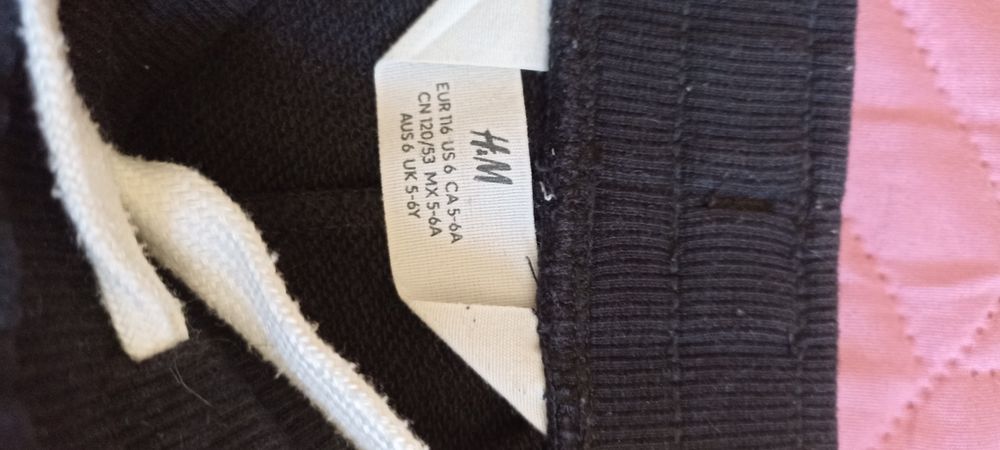 H&M
EUR 116 US 6 CA 5-6A
CN 120/53 MX 5-6A
AUS 6 UK 5-6Y